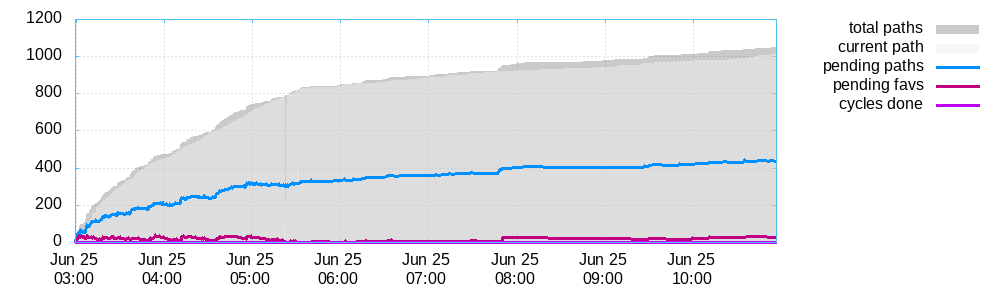 1200
1000
800
600
400
200
0
Jun 25 Jun 25 Jun 25 Jun 25 Jun 25 Jun 25 Jun 25 Jun 25
03:00 04:00 05:00 06:00 07:00 08:00 09:00 10:00
total paths
current path
pending paths
pending favs
cycles done